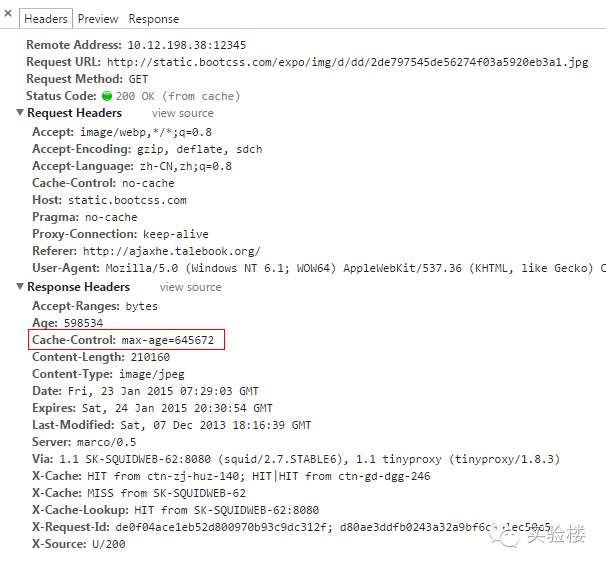 ×
Headers Preview Response
Remote Address: 10.12.198.38:12345
Request URL: http://static.bootcss.com/expo/img/d/dd/2de797545de56274f03a5920eb3a1.jpg
Request Method: GET
Status Code: 200 OK (from cache)
Request Headers view source
Accept: image/webp,*/*;q=0.8
Accept-Encoding: gzip, deflate, sdch
Accept-Language: zh-CN,zh;q=0.8
Cache-Control: no-cache
Host: static.bootcss.com
Pragma: no-cache
Proxy-Connection: keep-alive
Referer: http://ajaxhe.talebook.org/
User-Agent: Mozilla/5.0 (Windows NT 6.1; WOW64) AppleWebKit/537.36 (KHTML, like Gecko) C
Response Headers view source
Accept-Ranges: bytes
Age: 598534
Cache-Control: max-age=645672
Content-Length: 210160
Content-Type: image/jpeg
Date: Fri, 23 Jan 2015 07:29:03 GMT
Expires: Sat, 24 Jan 2015 20:30:54 GMT
Last-Modified: Sat, 07 Dec 2013 18:16:39 GMT
Server: marco/0.5
Via: 1.1 SK-SQUIDWEB-62:8080 (squid/2.7.STABLE6), 1.1 tinyproxy (tinyproxy/1.8.3)
X-Cache: HIT from ctn-zj-huz-140; HIT|HIT from ctn-gd-dgg-246
X-Cache: MISS from SK-SQUIDWEB-62
X-Cache-Lookup: HIT from SK-SQUIDWEB-62:8080
X-Request-Id: de0f04ace1eb52d800970b93c9dc312f;
X-Source: U/200
实验楼